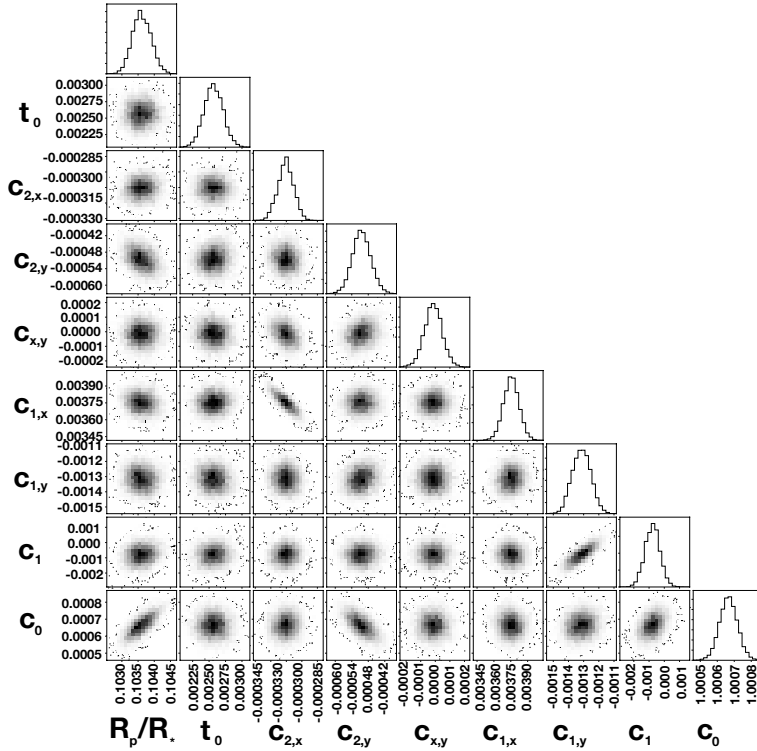 0.00300
0.00275
0.00250
0.00225
t₀
-0.000285
-0.000300
-0.000315
-0.000330
c₂,ₓ
-0.00042
-0.00048
-0.00054
-0.00060
c₂,y
0.0002
0.0001
0.0000
-0.0001
-0.0002
cₓ,y
0.00390
0.00375
0.00360
0.00345
c₁,ₓ
-0.0011
-0.0012
-0.0013
-0.0014
-0.0015
c₁,y
0.001
0.000
-0.001
-0.002
c₁
0.0008
0.0007
0.0006
0.0005
c₀
0.1030 0.1035 0.1040 0.1045
0.00225 0.00250 0.00275 0.00300
-0.000345 -0.000330 -0.000300 -0.000285
-0.00060 -0.00054 0.00048 -0.00042
-0.0002 -0.0001 0.0000 0.0001 0.0002
0.00345 0.00360 0.00375 0.00390
-0.0015 -0.0014 -0.0013 -0.0012 -0.0011
-0.002 -0.001 0.000 0.001
1.0005 1.0006 1.0007 1.0008
Rₚ/R⋆ t₀ c₂,ₓ c₂,y cₓ,y c₁,ₓ c₁,y c₁ c₀